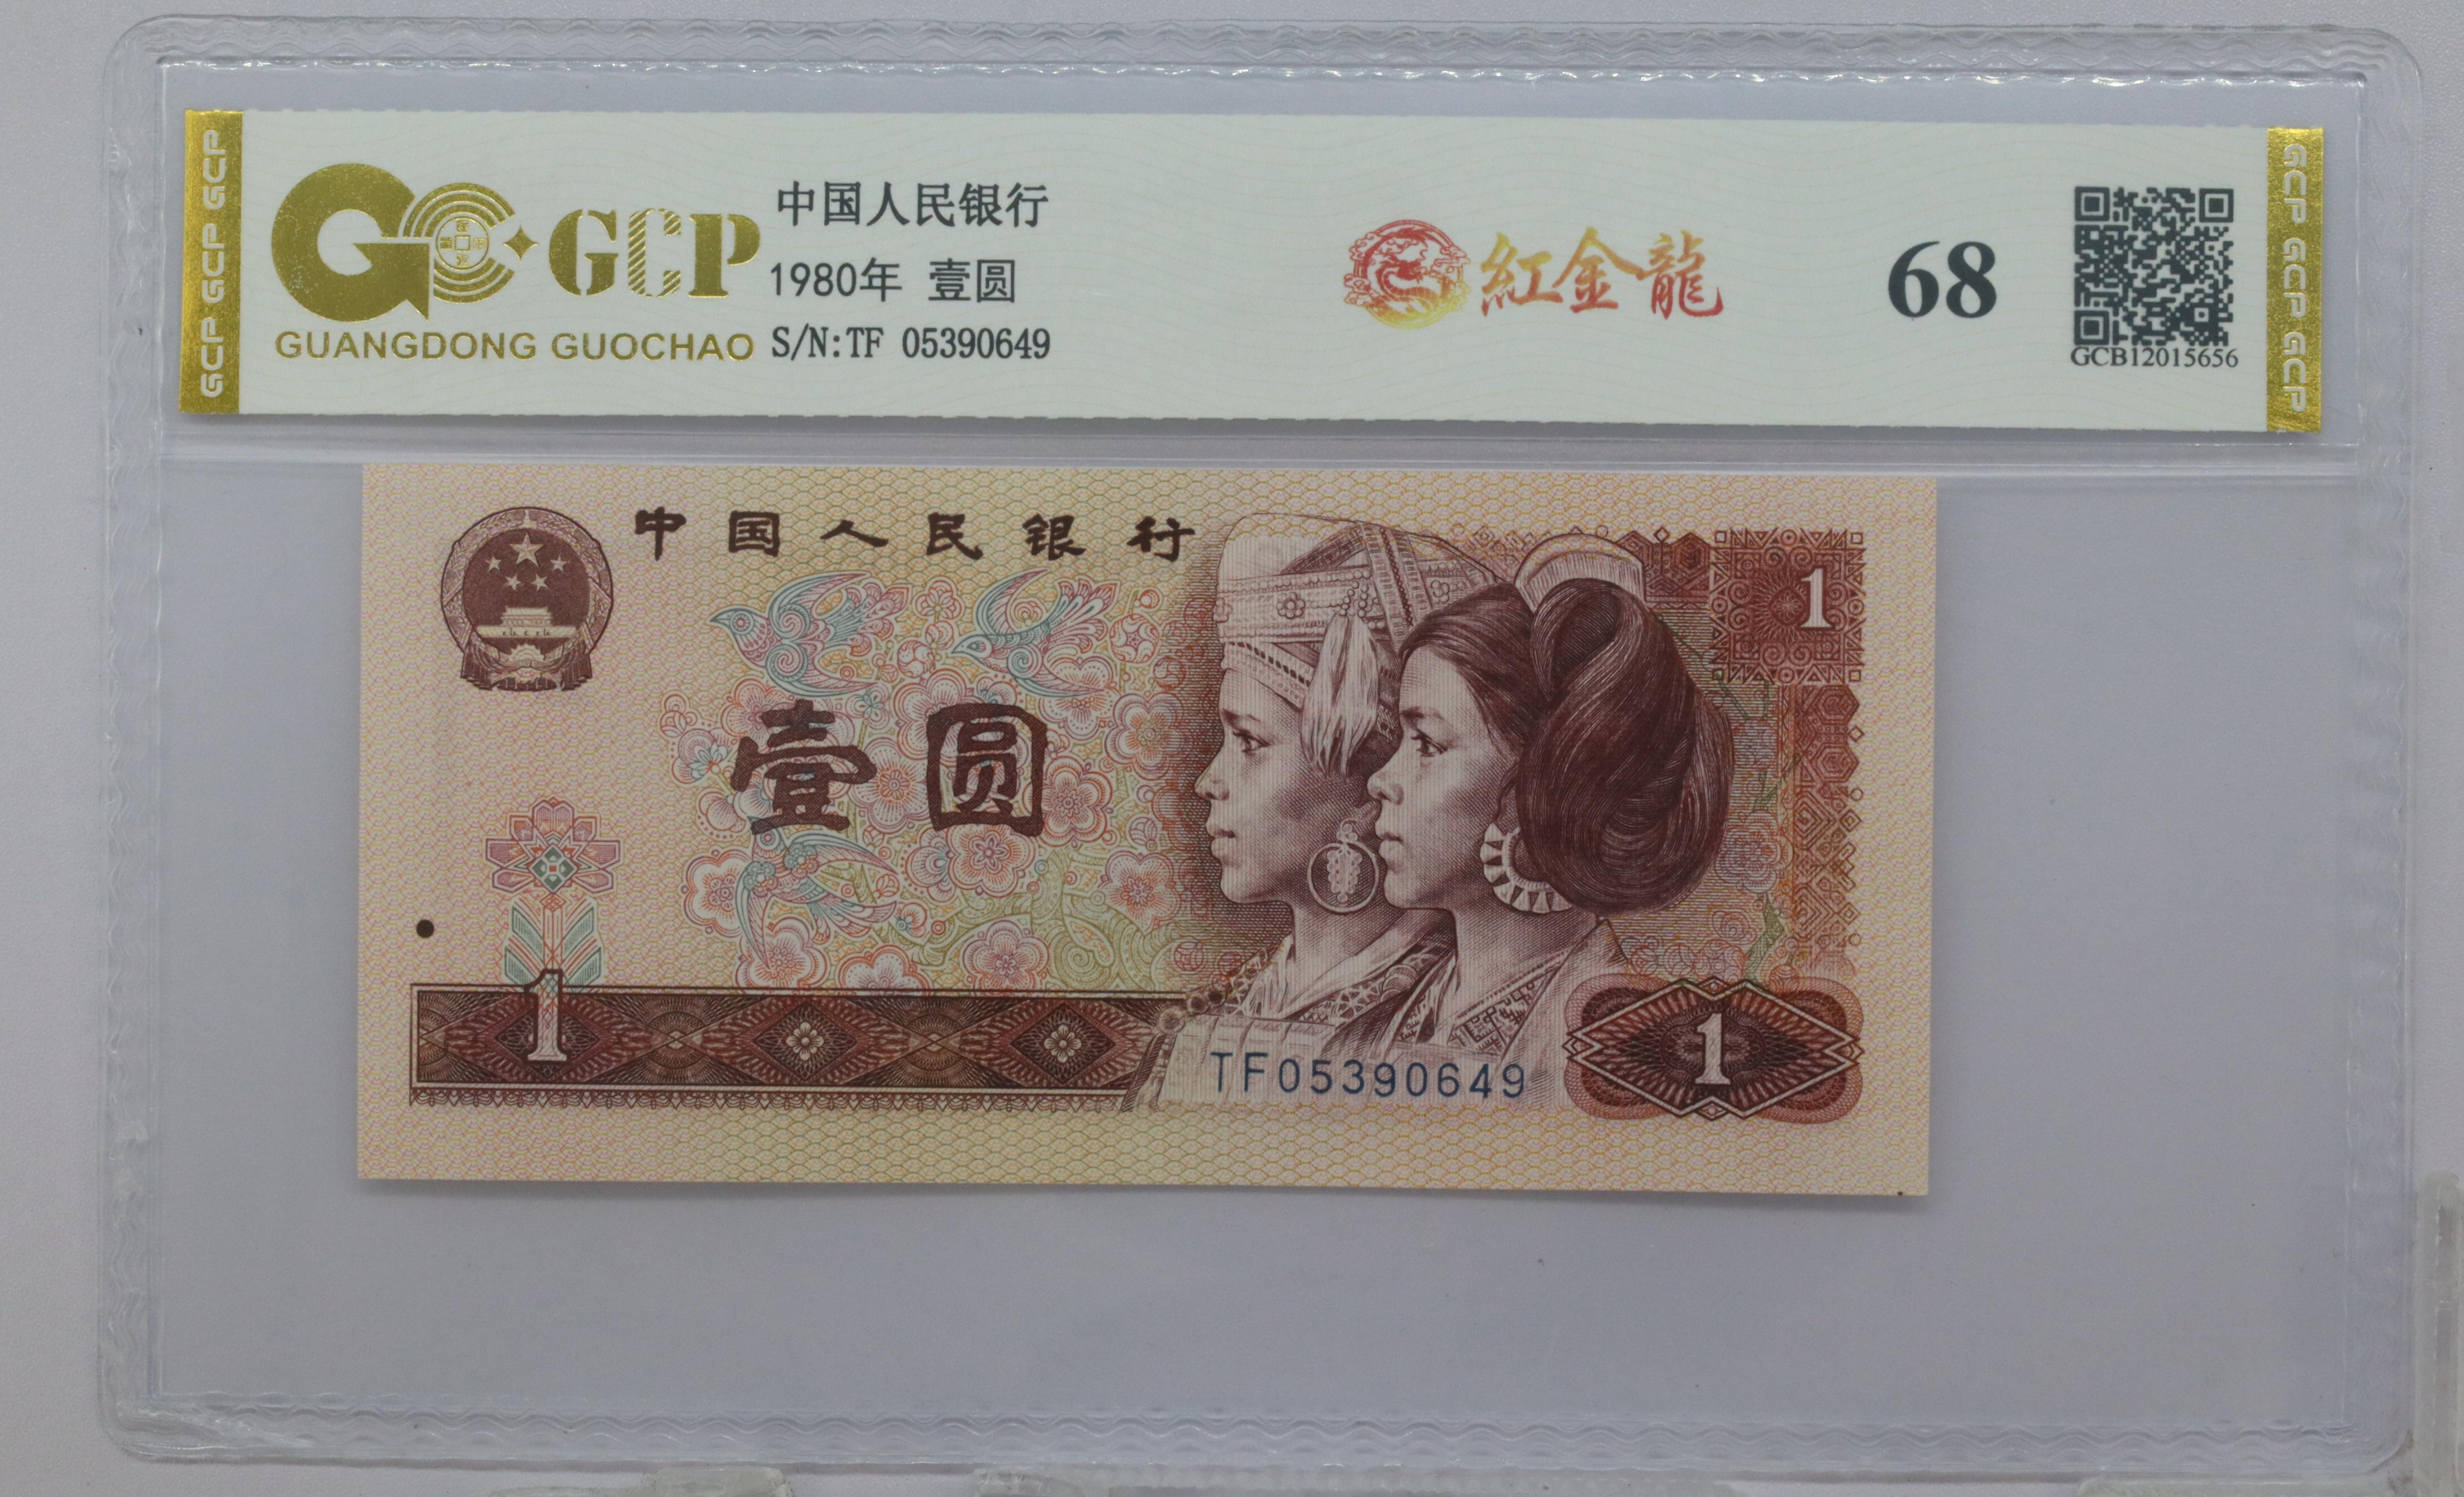 GCP GCP GCP
GC GCP
GUANGDONG GUOCHAO
中国人民银行
1980年 壹圆
S/N:TF 05390649
紅金龍
68
GCB12015656
GCP GCP GCP
中国人民银行
1
壹圆
1
TF05390649
1